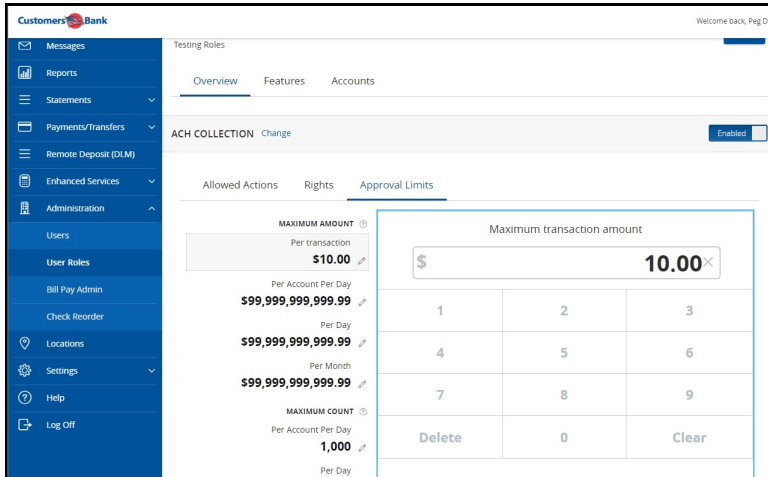 Customers Bank
Welcome back, Peg D
Messages
Reports
Statements
Payments/Transfers
Remote Deposit (DLM)
Enhanced Services
Administration
Users
User Roles
Bill Pay Admin
Check Reorder
Locations
Settings
Help
Log Off
Testing Roles
Overview Features Accounts
ACH COLLECTION Change
Enabled
Allowed Actions Rights Approval Limits
MAXIMUM AMOUNT ?
Per transaction
$10.00
Per Account Per Day
$99,999,999,999.99
Per Day
$99,999,999,999.99
Per Month
$99,999,999,999.99
MAXIMUM COUNT ?
Per Account Per Day
1,000
Per Day
Maximum transaction amount
$ 10.00 ×
1 2 3
4 5 6
7 8 9
Delete 0 Clear